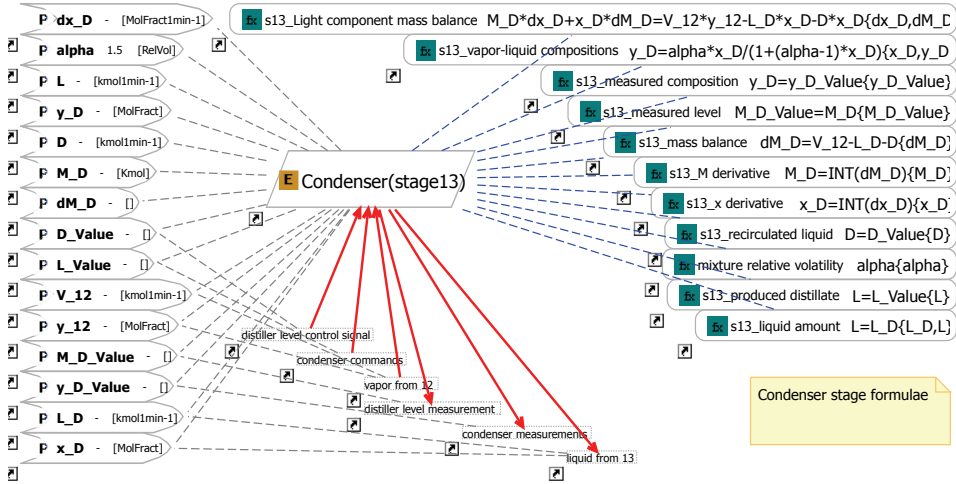 P dx_D - [MolFract1min-1]
P alpha 1.5 [RelVol]
P L - [kmol1min-1]
P y_D - [MolFract]
P D - [kmol1min-1]
P M_D - [Kmol]
P dM_D - []
P D_Value - []
P L_Value - []
P V_12 - [kmol1min-1]
P y_12 - [MolFract]
P M_D_Value - []
P y_D_Value - []
P L_D - [kmol1min-1]
P x_D - [MolFract]
E Condenser(stage13)
fx s13_Light component mass balance M_D*dx_D+x_D*dM_D=V_12*y_12-L_D*x_D-D*x_D{dx_D,dM_D
fx s13_vapor-liquid compositions y_D=alpha*x_D/(1+(alpha-1)*x_D){x_D,y_D
fx s13_measured composition y_D=y_D_Value{y_D_Value}
fx s13_measured level M_D_Value=M_D{M_D_Value}
fx s13_mass balance dM_D=V_12-L_D-D{dM_D}
fx s13_M derivative M_D=INT(dM_D){M_D}
fx s13_x derivative x_D=INT(dx_D){x_D}
fx s13_recirculated liquid D=D_Value{D}
fx mixture relative volatility alpha{alpha}
fx s13_produced distillate L=L_Value{L}
fx s13_liquid amount L=L_D{L_D,L}
distiller level control signal
condenser commands
vapor from 12
distiller level measurement
condenser measurements
liquid from 13
Condenser stage formulae